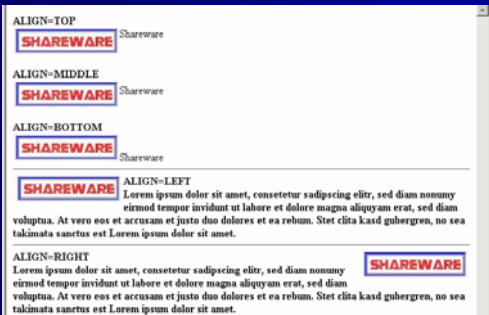 ALIGN=TOP
SHAREWARE Shareware
ALIGN=MIDDLE
SHAREWARE Shareware
ALIGN=BOTTOM
SHAREWARE Shareware
SHAREWARE ALIGN=LEFT
Lorem ipsum dolor sit amet, consetetur sadipscing elitr, sed diam nonumy
eirmod tempor invidunt ut labore et dolore magna aliquyam erat, sed diam
voluptua. At vero eos et accusam et justo duo dolores et ea rebum. Stet clita kasd gubergren, no sea
takimata sanctus est Lorem ipsum dolor sit amet.
ALIGN=RIGHT SHAREWARE
Lorem ipsum dolor sit amet, consetetur sadipscing elitr, sed diam nonumy
eirmod tempor invidunt ut labore et dolore magna aliquyam erat, sed diam
voluptua. At vero eos et accusam et justo duo dolores et ea rebum. Stet clita kasd gubergren, no sea
takimata sanctus est Lorem ipsum dolor sit amet.